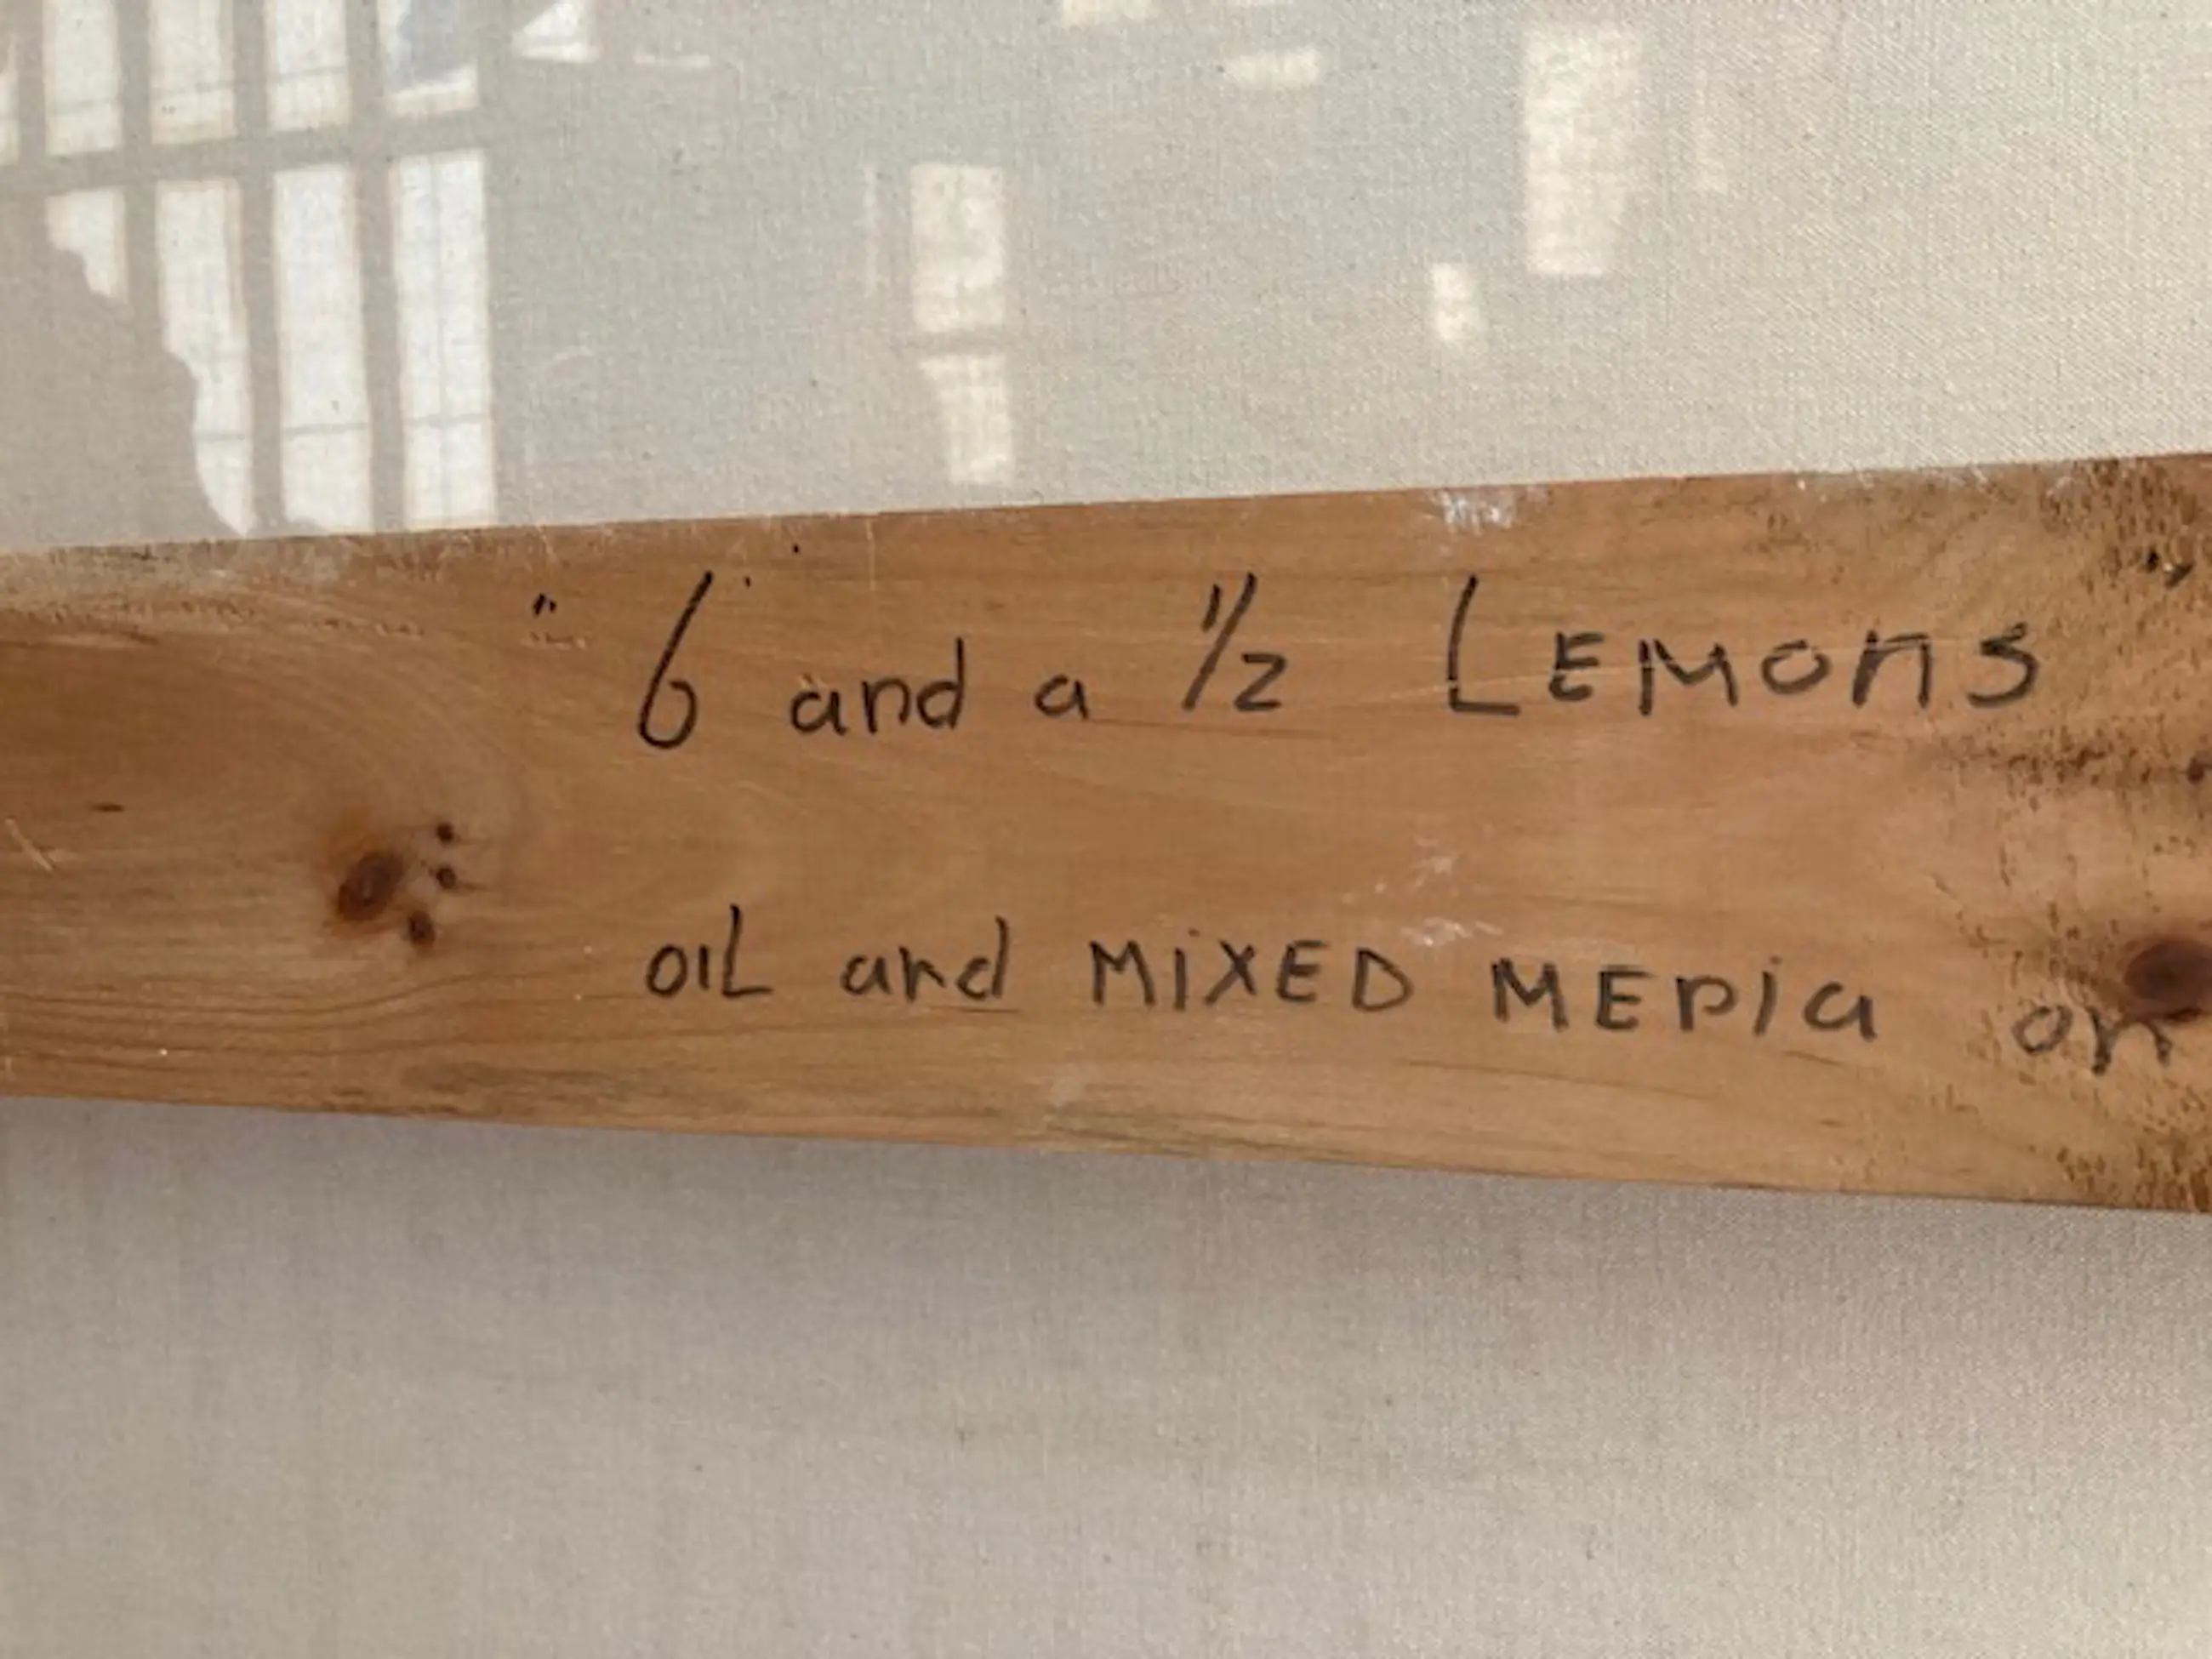 "6 and a 1/2 LEMONS"
OIL and MIXED MEDIA on